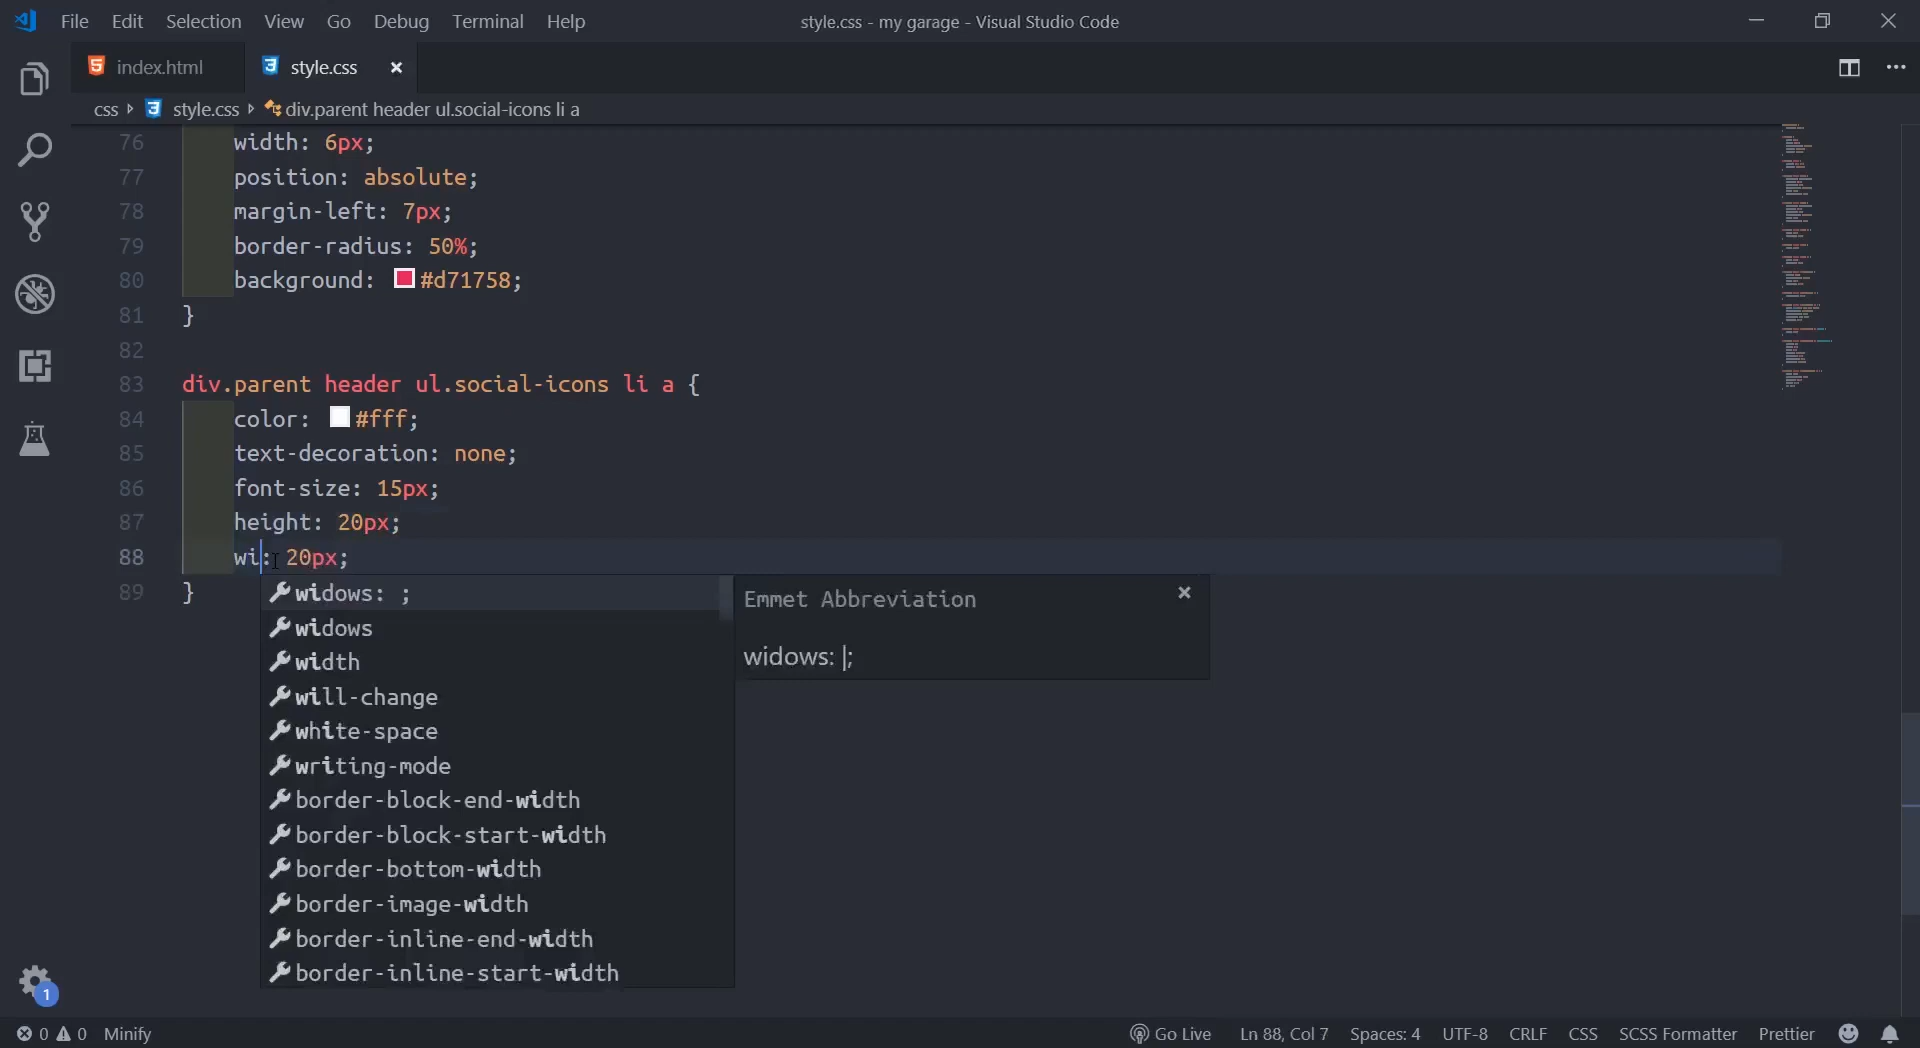 File Edit Selection View Go Debug Terminal Help
style.css - my garage - Visual Studio Code
index.html
style.css
css style.css div.parent header ul.social-icons li a
76 width: 6px;
77 position: absolute;
78 margin-left: 7px;
79 border-radius: 50%;
80 background: #d71758;
81 }
82
83 div.parent header ul.social-icons li a {
84 color: #fff;
85 text-decoration: none;
86 font-size: 15px;
87 height: 20px;
88 wi: 20px;
89 }
widows: ;
widows
width
will-change
white-space
writing-mode
border-block-end-width
border-block-start-width
border-bottom-width
border-image-width
border-inline-end-width
border-inline-start-width
Emmet Abbreviation
widows: |;
1
0 0 Minify
Go Live Ln 88, Col 7 Spaces: 4 UTF-8 CRLF CSS SCSS Formatter Prettier